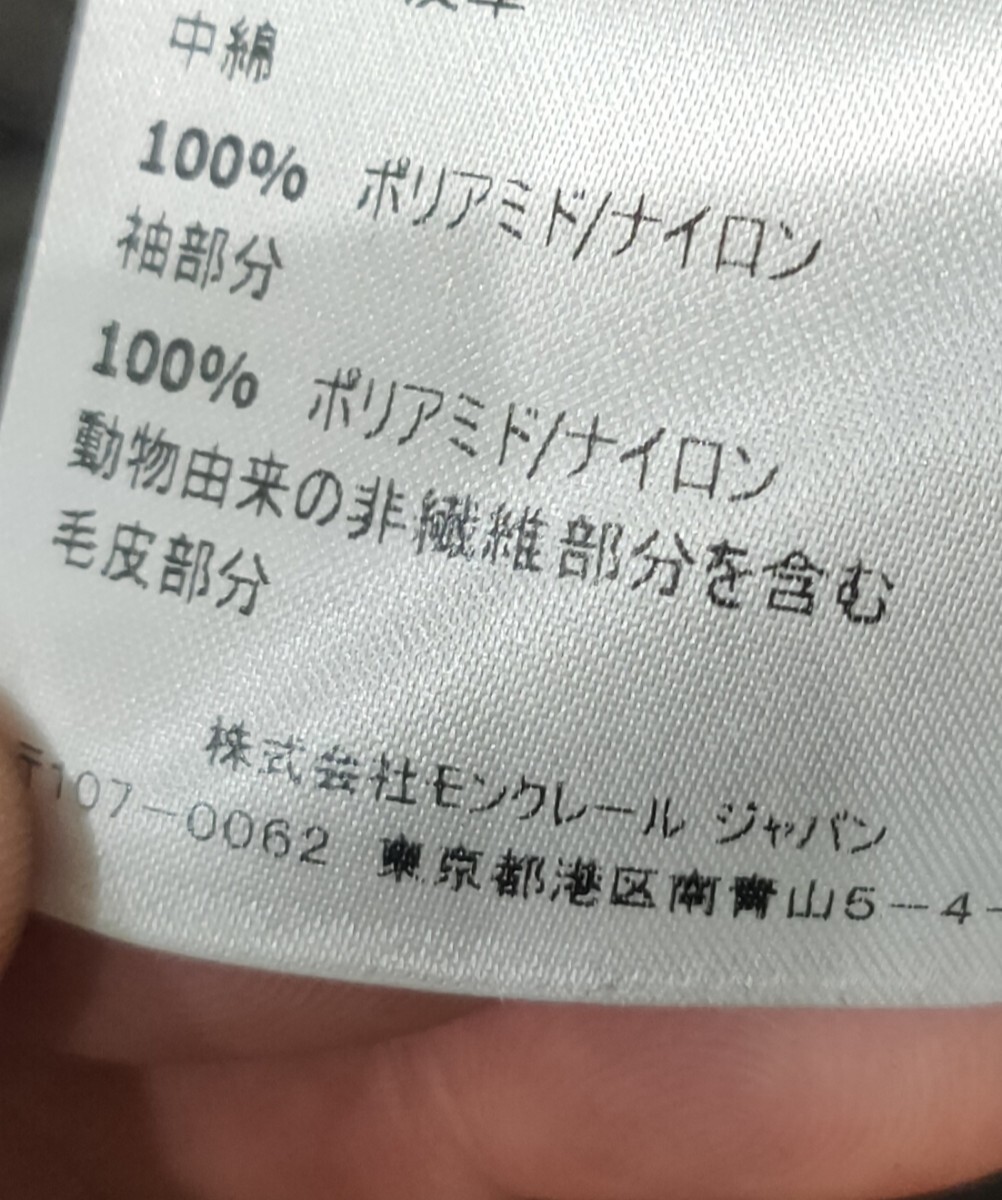 中綿
100% ポリアミド/ナイロン
袖部分
100% ポリアミド/ナイロン
動物由来の非繊維部分を含む
毛皮部分
株式会社モンクレール ジャパン
〒107-0062 東京都港区南青山5-4-